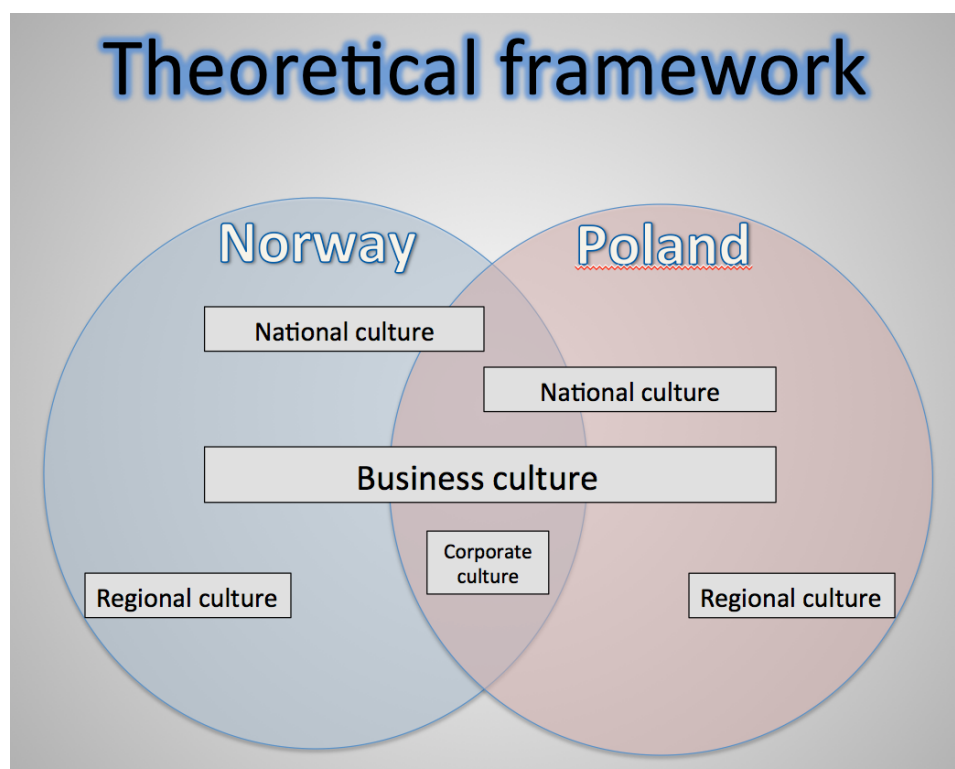 Theoretical framework
Norway
Poland
National culture
National culture
Business culture
Corporate
culture
Regional culture
Regional culture